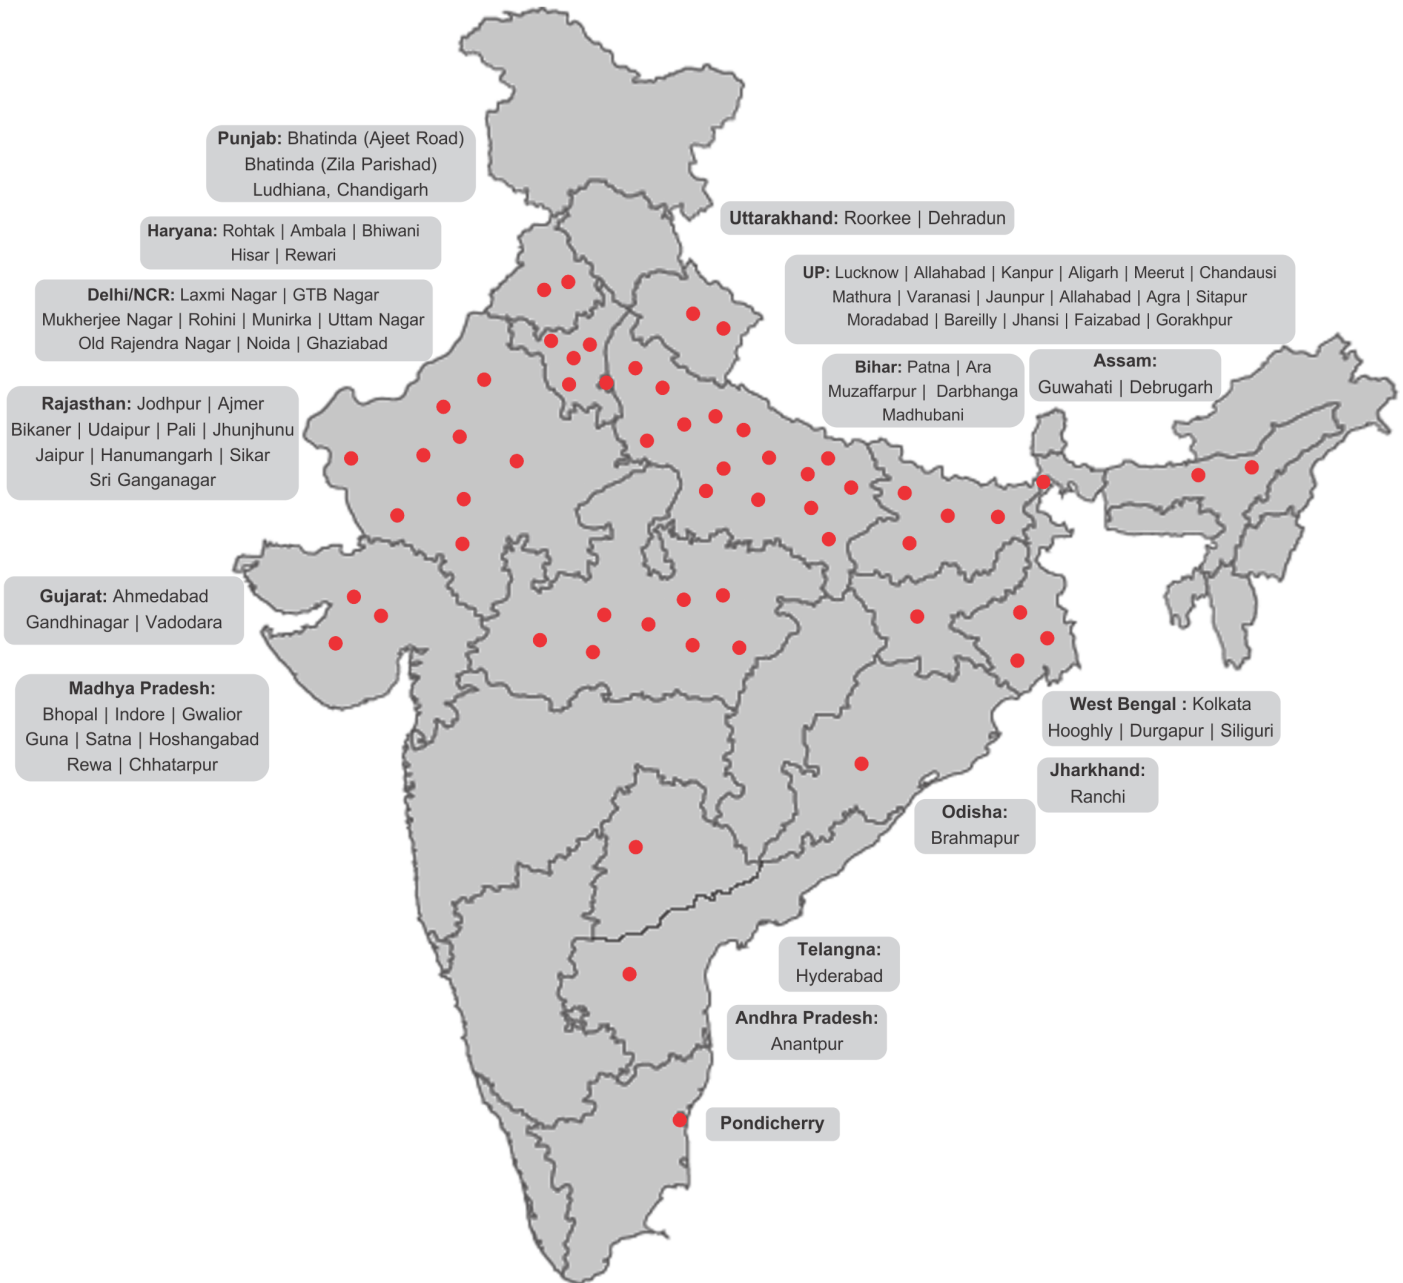 Punjab: Bhatinda (Ajeet Road)
Bhatinda (Zila Parishad)
Ludhiana, Chandigarh
Uttarakhand: Roorkee | Dehradun
Haryana: Rohtak | Ambala | Bhiwani
Hisar | Rewari
UP: Lucknow | Allahabad | Kanpur | Aligarh | Meerut | Chandausi
Mathura | Varanasi | Jaunpur | Allahabad | Agra | Sitapur
Moradabad | Bareilly | Jhansi | Faizabad | Gorakhpur
Delhi/NCR: Laxmi Nagar | GTB Nagar
Mukherjee Nagar | Rohini | Munirka | Uttam Nagar
Old Rajendra Nagar | Noida | Ghaziabad
Bihar: Patna | Ara
Muzaffarpur | Darbhanga
Madhubani
Assam:
Guwahati | Debrugarh
Rajasthan: Jodhpur | Ajmer
Bikaner | Udaipur | Pali | Jhunjhunu
Jaipur | Hanumangarh | Sikar
Sri Ganganagar
Gujarat: Ahmedabad
Gandhinagar | Vadodara
Madhya Pradesh:
Bhopal | Indore | Gwalior
Guna | Satna | Hoshangabad
Rewa | Chhatarpur
West Bengal : Kolkata
Hooghly | Durgapur | Siliguri
Jharkhand:
Ranchi
Odisha:
Brahmapur
Telangna:
Hyderabad
Andhra Pradesh:
Anantpur
Pondicherry